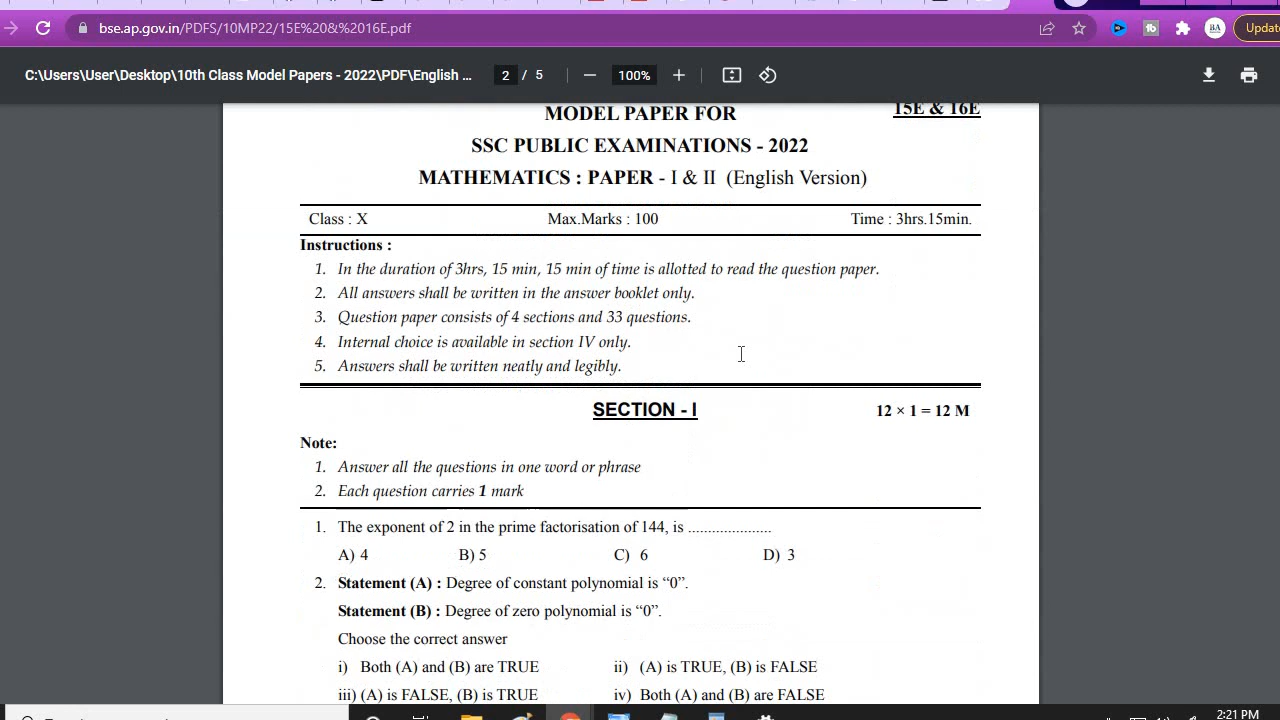 bse.ap.gov.in/PDFS/10MP22/15E%20&%2016E.pdf
BA
Update
C:\Users\User\Desktop\10th Class Model Papers - 2022\PDF\English ...
2 / 5
100%
15E & 16E
MODEL PAPER FOR
SSC PUBLIC EXAMINATIONS - 2022
MATHEMATICS : PAPER - I & II (English Version)
Class : X Max.Marks : 100 Time : 3hrs.15min.
Instructions :
1. In the duration of 3hrs, 15 min, 15 min of time is allotted to read the question paper.
2. All answers shall be written in the answer booklet only.
3. Question paper consists of 4 sections and 33 questions.
4. Internal choice is available in section IV only.
5. Answers shall be written neatly and legibly.
SECTION - I 12 × 1 = 12 M
Note:
1. Answer all the questions in one word or phrase
2. Each question carries 1 mark
1. The exponent of 2 in the prime factorisation of 144, is .....................
A) 4 B) 5 C) 6 D) 3
2. Statement (A) : Degree of constant polynomial is “0”.
Statement (B) : Degree of zero polynomial is “0”.
Choose the correct answer
i) Both (A) and (B) are TRUE ii) (A) is TRUE, (B) is FALSE
iii) (A) is FALSE, (B) is TRUE iv) Both (A) and (B) are FALSE
2:21 PM